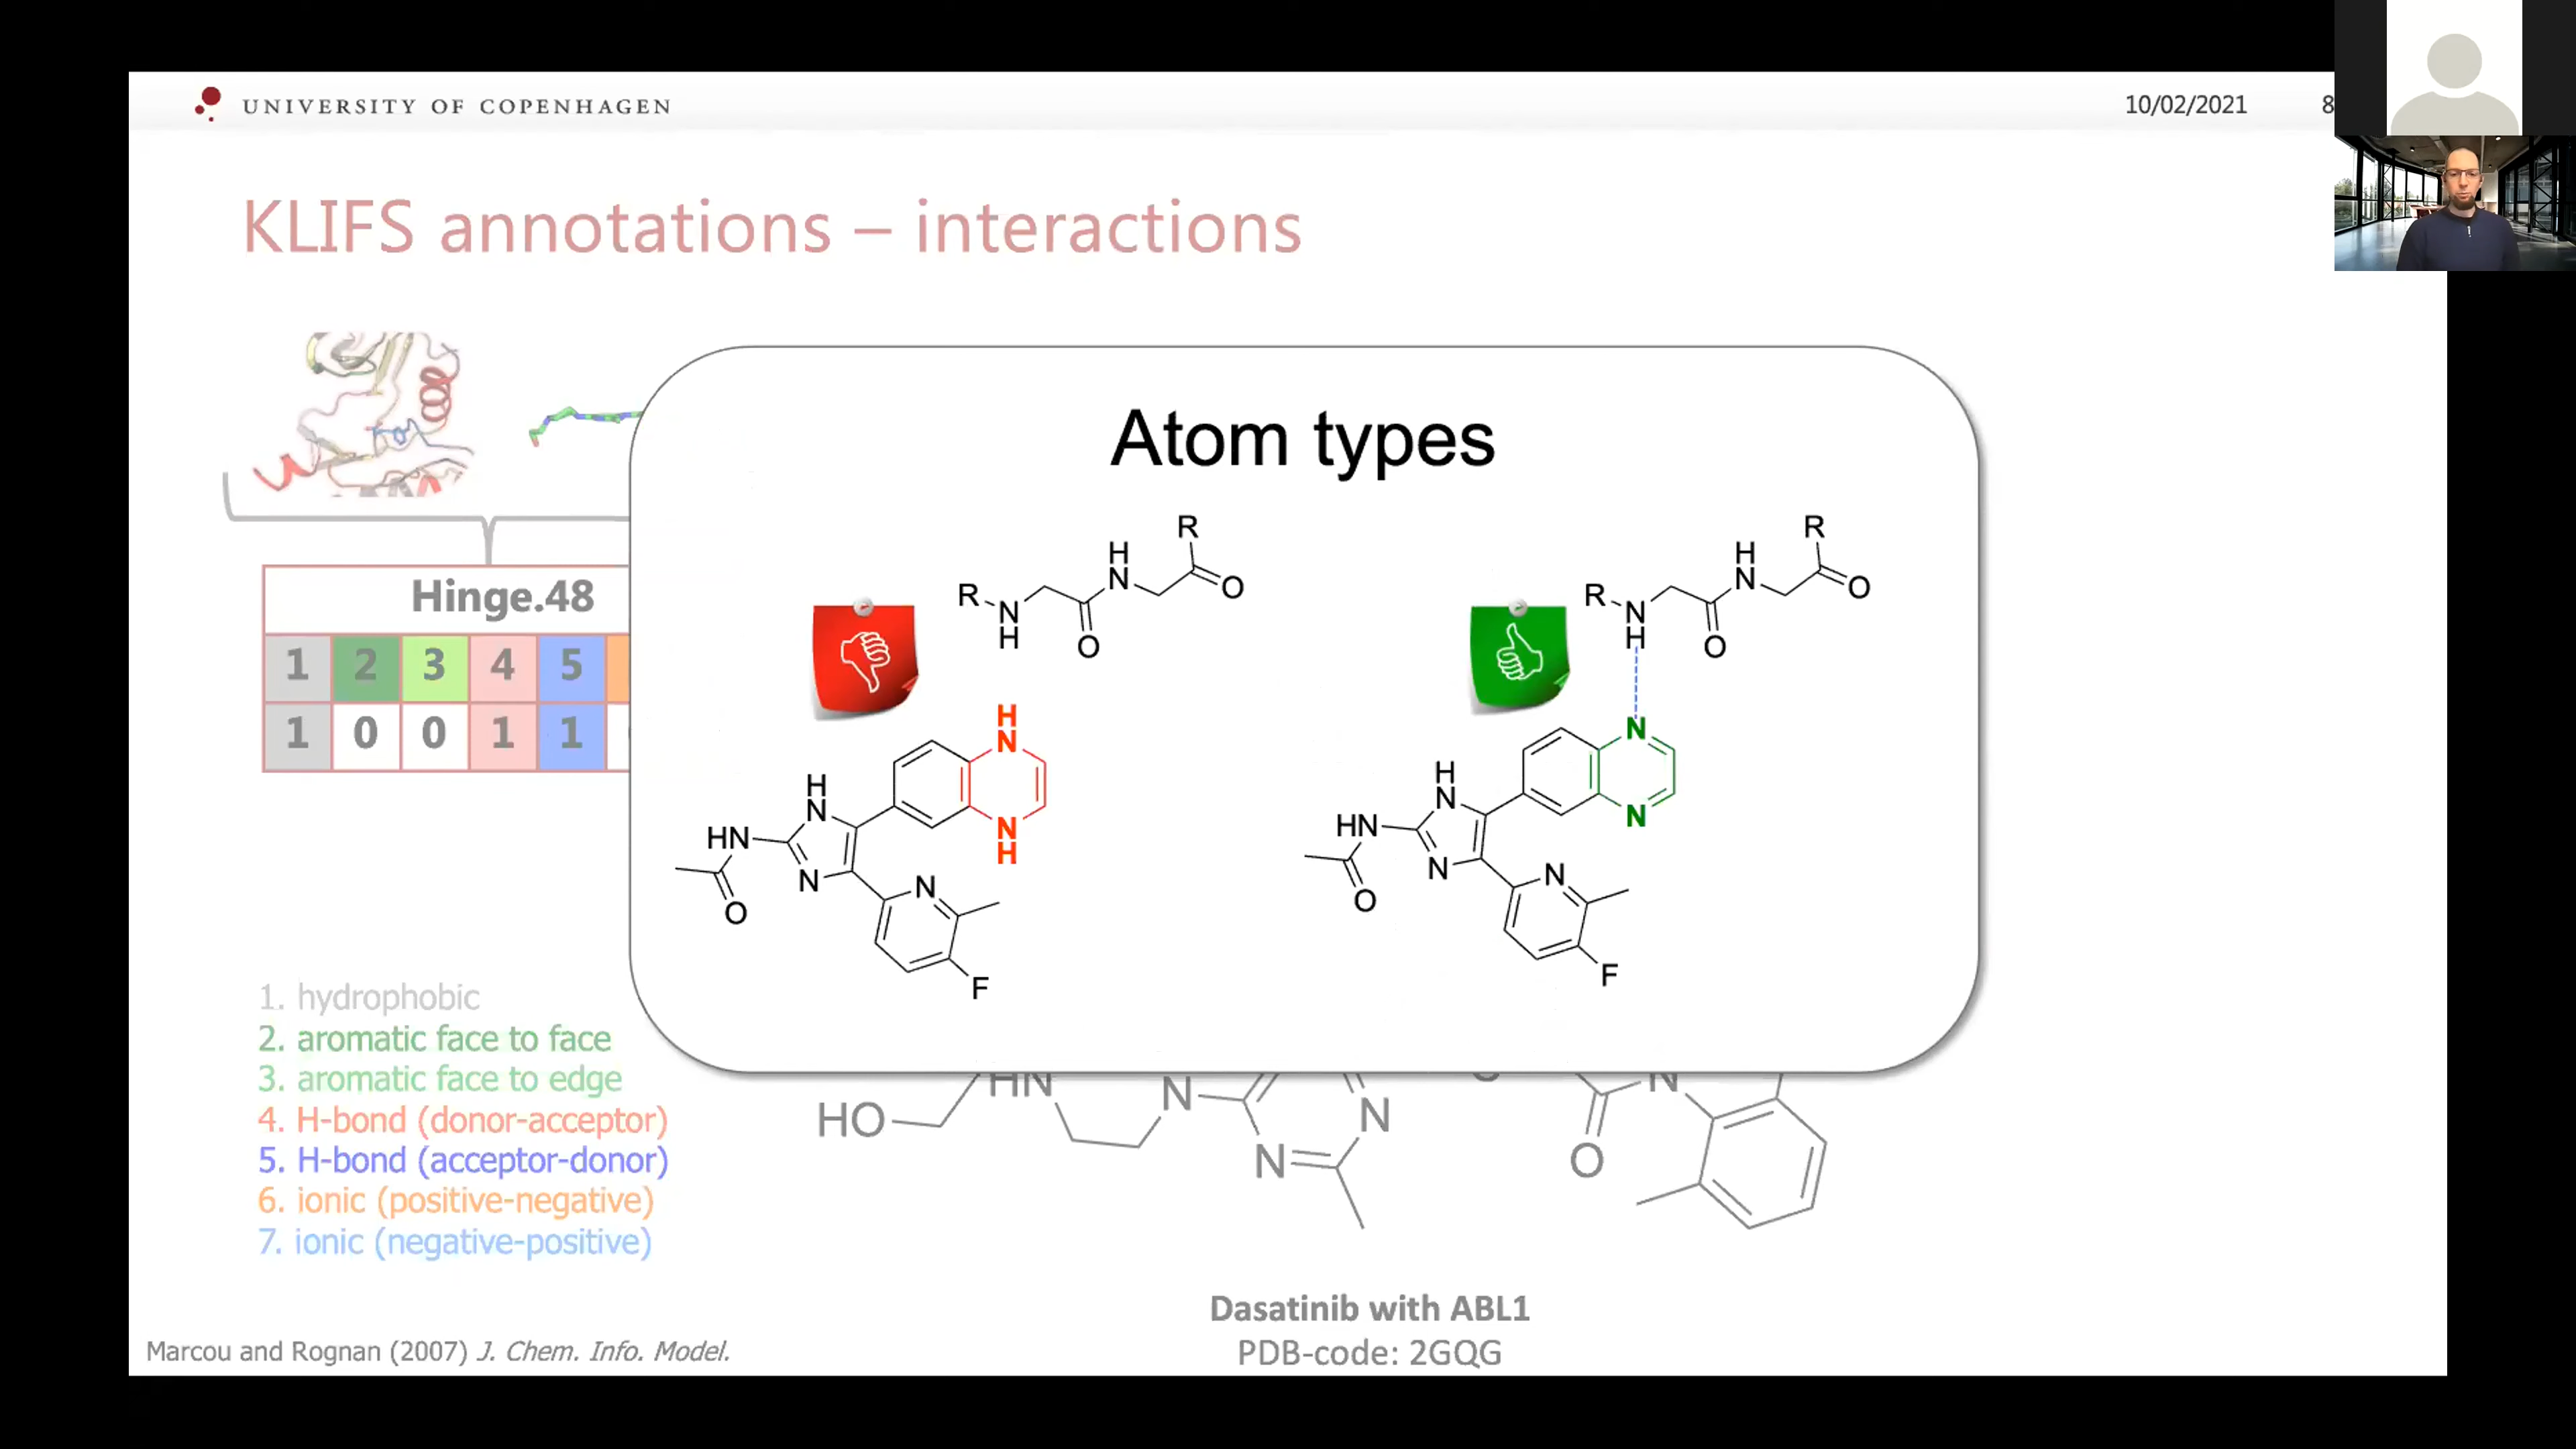 UNIVERSITY OF COPENHAGEN
10/02/2021 8
KLIFS annotations – interactions
Atom types
R
H
N
R
N
H
O
O
R
H
N
R
N
H
O
O
Hinge.48
1 2 3 4 5
1 0 0 1 1
H
N
N
H
H
N
HN
N
O
N
F
N
N
H
N
HN
N
O
N
F
1. hydrophobic
2. aromatic face to face
3. aromatic face to edge
4. H-bond (donor-acceptor)
5. H-bond (acceptor-donor)
6. ionic (positive-negative)
7. ionic (negative-positive)
HN
HO
N
N
N
N
O
Dasatinib with ABL1
PDB-code: 2GQG
Marcou and Rognan (2007) J. Chem. Info. Model.